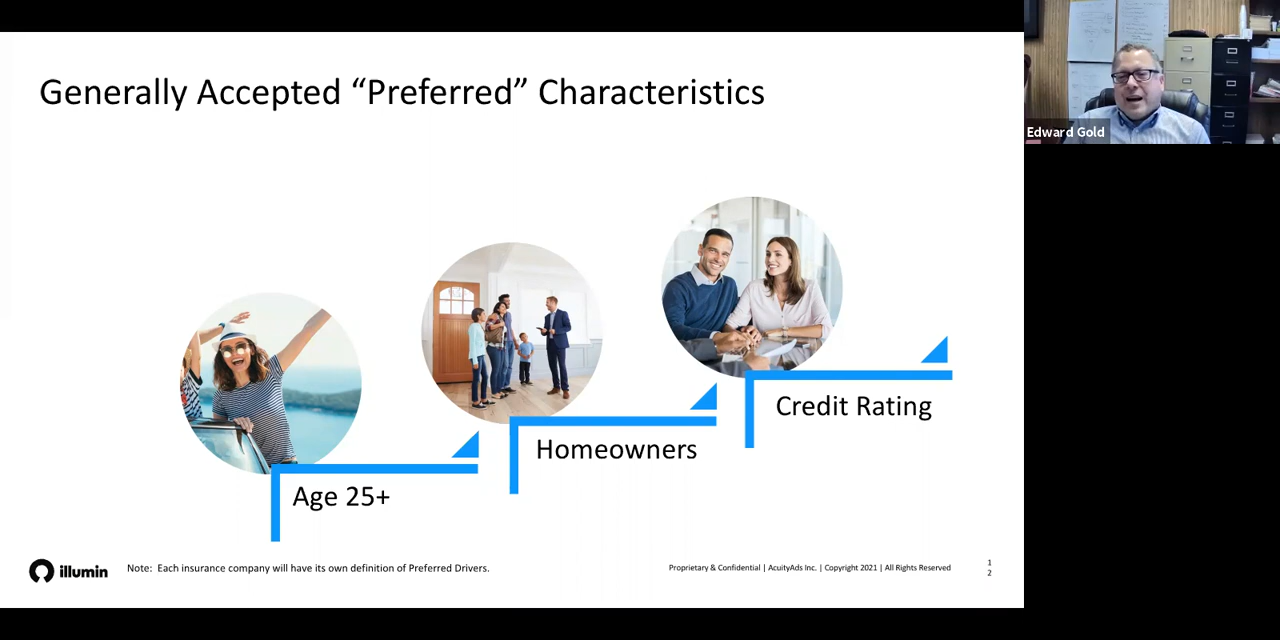 Generally Accepted “Preferred” Characteristics
Edward Gold
Credit Rating
Homeowners
Age 25+
illumin
Note: Each insurance company will have its own definition of Preferred Drivers.
Proprietary & Confidential | AcuityAds Inc. | Copyright 2021 | All Rights Reserved
1
2